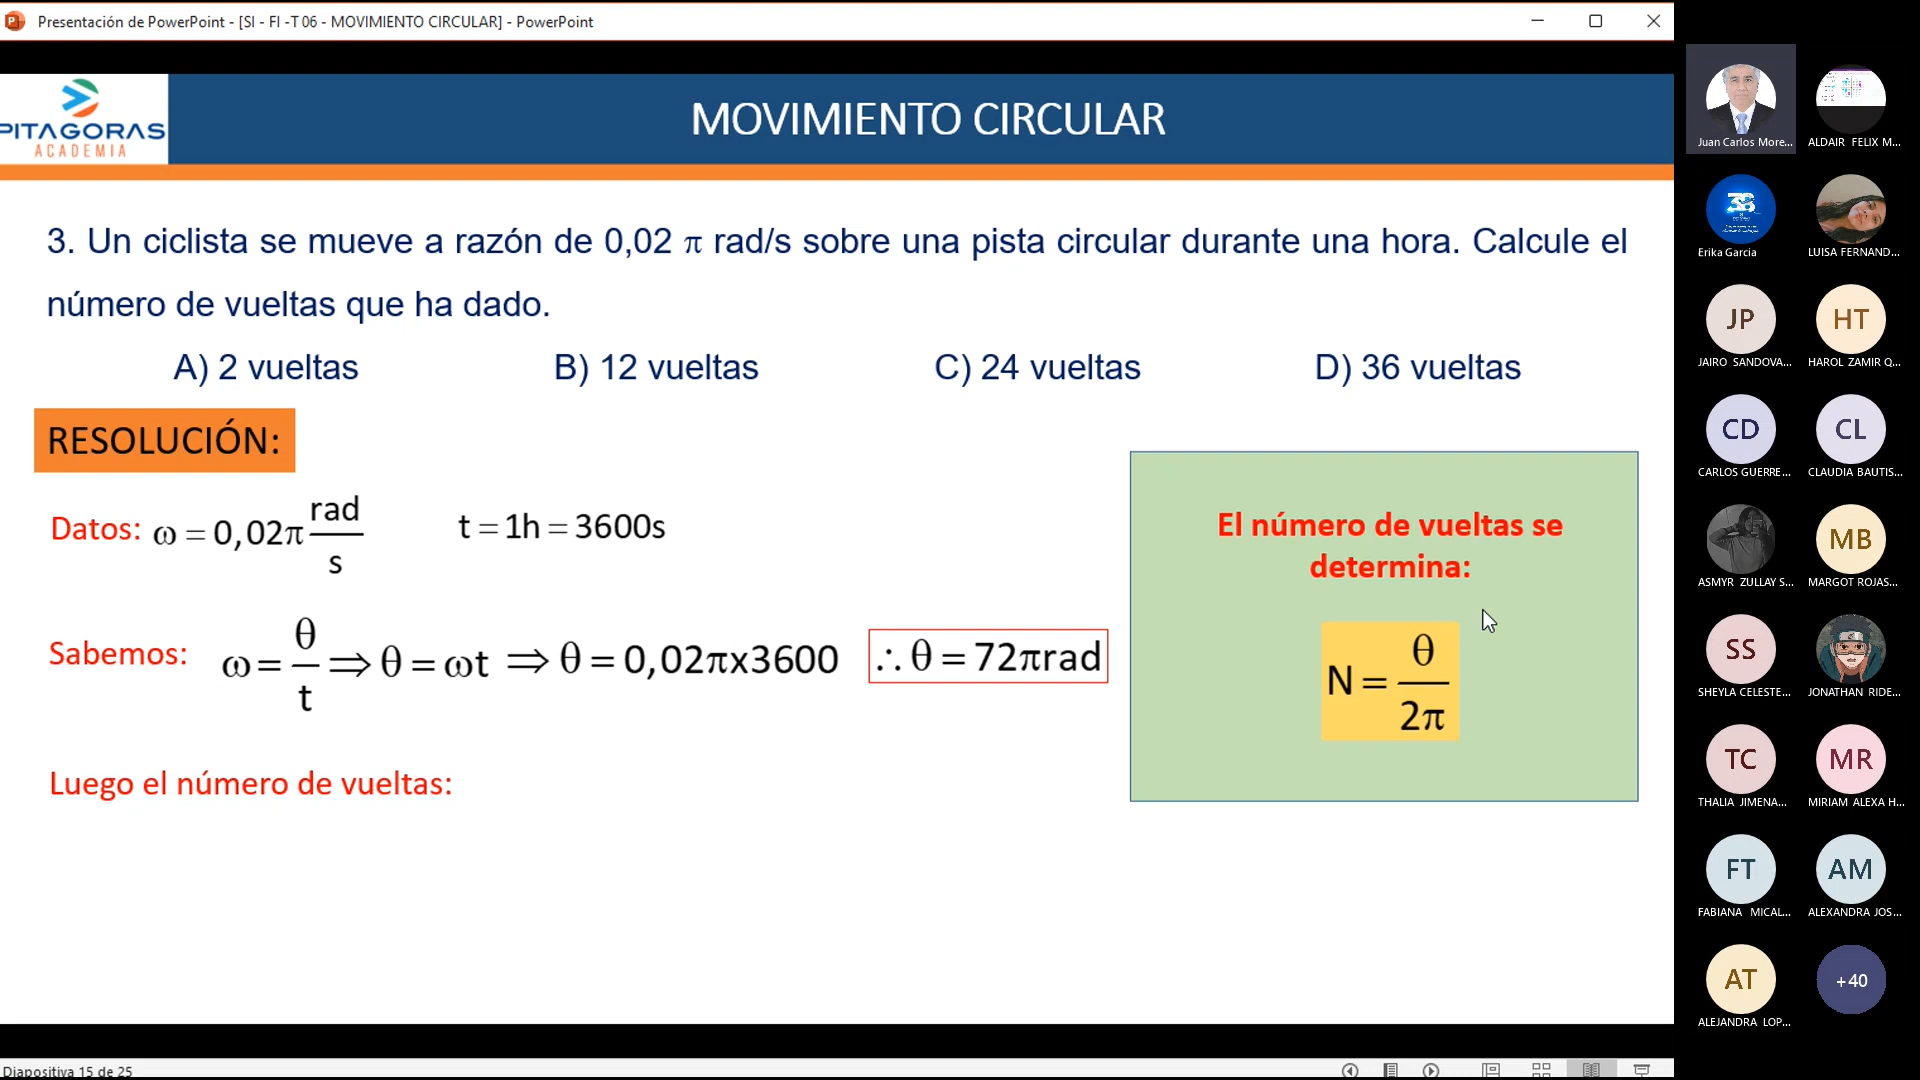 Presentación de PowerPoint - [SI - FI -T 06 - MOVIMIENTO CIRCULAR] - PowerPoint
PITAGORAS
ACADEMIA
MOVIMIENTO CIRCULAR
3. Un ciclista se mueve a razón de 0,02 π rad/s sobre una pista circular durante una hora. Calcule el
número de vueltas que ha dado.
A) 2 vueltas B) 12 vueltas C) 24 vueltas D) 36 vueltas
RESOLUCIÓN:
Datos: ω = 0,02π rad/s t = 1h = 3600s
Sabemos: ω = θ/t ⇒ θ = ωt ⇒ θ = 0,02πx3600 ∴ θ = 72πrad
Luego el número de vueltas:
El número de vueltas se
determina:
N = θ/2π
Diapositiva 15 de 25
Juan Carlos More...
ALDAIR FELIX M...
38
Erika Garcia
LUISA FERNAND...
JP
JAIRO SANDOVA...
HT
HAROL ZAMIR Q...
CD
CARLOS GUERRE...
CL
CLAUDIA BAUTIS...
ASMYR ZULLAY S...
MB
MARGOT ROJAS...
SS
SHEYLA CELESTE...
JONATHAN RIDE...
TC
THALIA JIMENA...
MR
MIRIAM ALEXA H...
FT
FABIANA MICAL...
AM
ALEXANDRA JOS...
AT
ALEJANDRA LOP...
+40